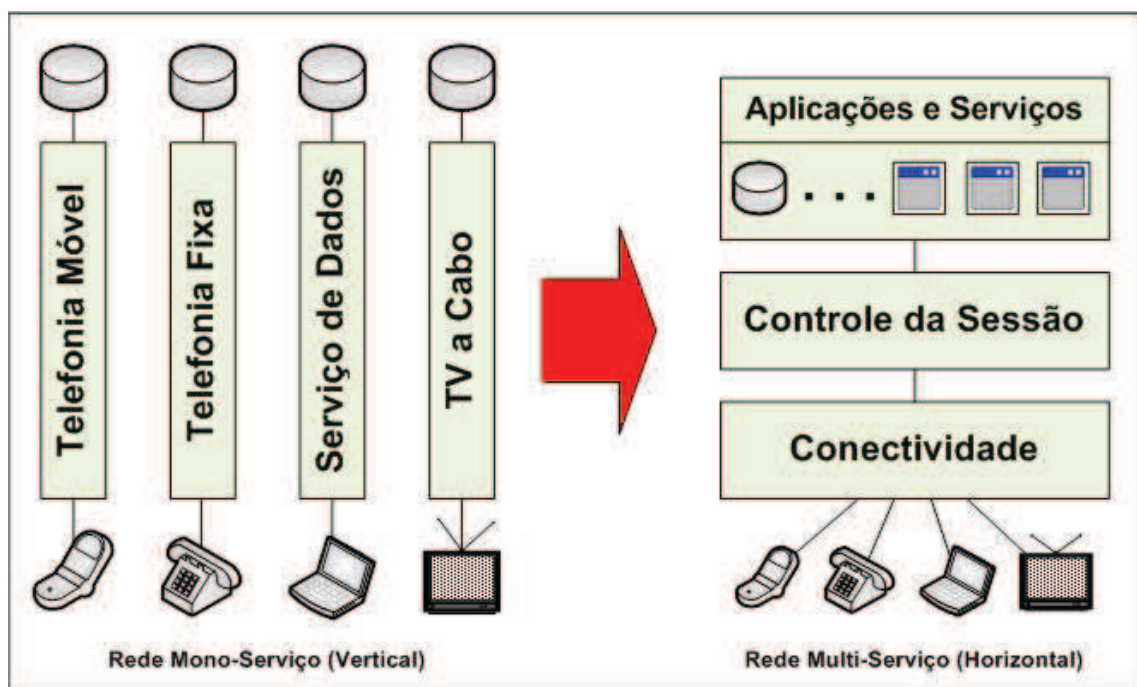 Telefonia Móvel
Telefonia Fixa
Serviço de Dados
TV a Cabo
Rede Mono-Serviço (Vertical)
Aplicações e Serviços
. . .
Controle da Sessão
Conectividade
Rede Multi-Serviço (Horizontal)